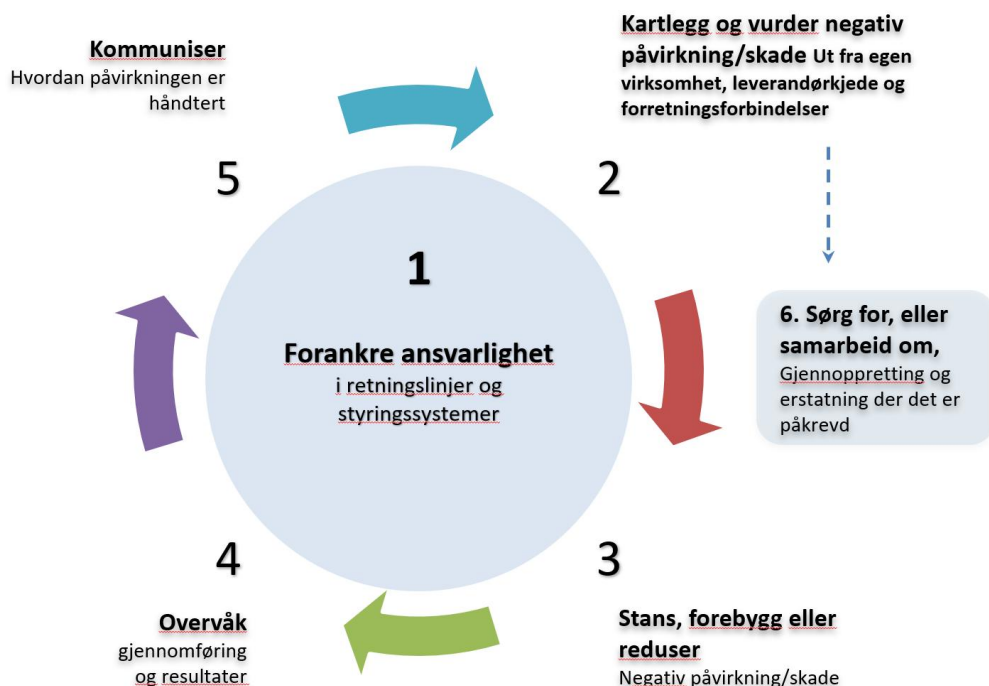 1
Forankre ansvarlighet
i retningslinjer og
styringssystemer
2
Kartlegg og vurder negativ
påvirkning/skade Ut fra egen
virksomhet, leverandørkjede og
forretningsforbindelser
3
Stans, forebygg eller
reduser
Negativ påvirkning/skade
4
Overvåk
gjennomføring
og resultater
5
Kommuniser
Hvordan påvirkningen er
håndtert
6. Sørg for, eller
samarbeid om,
Gjennoppretting og
erstatning der det er
påkrevd